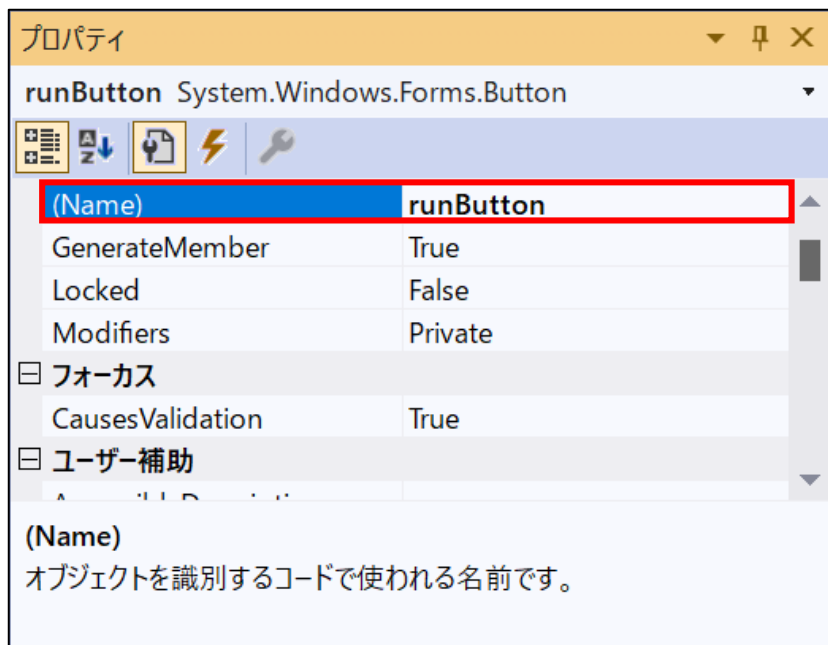 プロパティ
runButton System.Windows.Forms.Button
(Name) runButton
GenerateMember True
Locked False
Modifiers Private
フォーカス
CausesValidation True
ユーザー補助
(Name)
オブジェクトを識別するコードで使われる名前です。